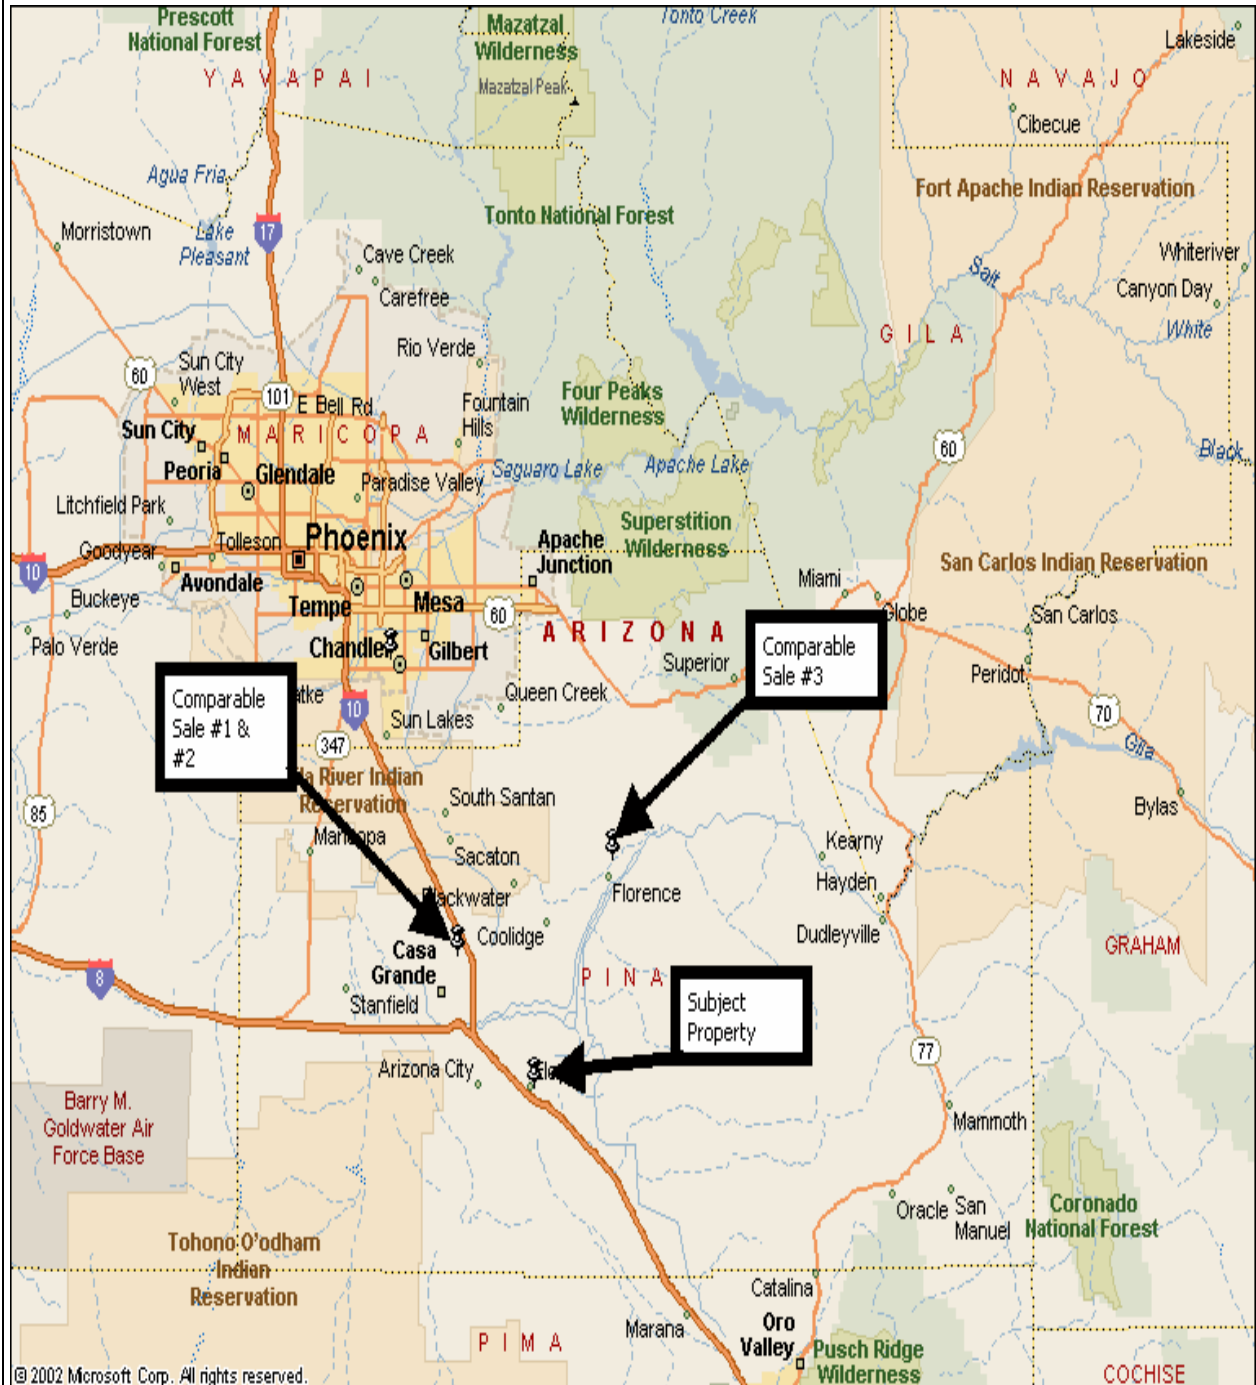 Prescott
National Forest
Mazatzal
Wilderness
Tonto Creek
Lakeside
Y A V A P A I
Mazatzal Peak
N A V A J O
Cibecue
Agua Fria
Fort Apache Indian Reservation
Tonto National Forest
Morristown
Lake
Pleasant
17
Cave Creek
Carefree
Whiteriver
Canyon Day
Salt
White
G I L A
Rio Verde
Sun City
West
60
101
E Bell Rd
Four Peaks
Wilderness
Fountain
Hills
Sun City
M A R I C O P A
60
Black
Peoria
Glendale
Paradise Valley
Saguaro Lake
Apache Lake
Litchfield Park
Superstition
Wilderness
Phoenix
Tolleson
Goodyear
Apache
Junction
San Carlos Indian Reservation
10
Avondale
Miami
Buckeye
Tempe
Mesa
60
Globe
San Carlos
Palo Verde
Chandler
Gilbert
A R I Z O N A
Superior
Comparable
Sale #3
Peridot
Comparable
Sale #1 &
#2
10
Queen Creek
Sun Lakes
70
Gila
347
River Indian
Reservation
85
South Santan
Bylas
Maricopa
Sacaton
Kearny
Blackwater
Florence
Hayden
Coolidge
Dudleyville
Casa
Grande
GRAHAM
8
Stanfield
P I N A
Subject
Property
77
Arizona City
Barry M.
Goldwater Air
Force Base
Mammoth
Oracle
San
Manuel
Coronado
National Forest
Tohono O'odham
Indian
Reservation
Catalina
Marana
Oro
Valley
P I M A
Pusch Ridge
Wilderness
COCHISE
© 2002 Microsoft Corp. All rights reserved.